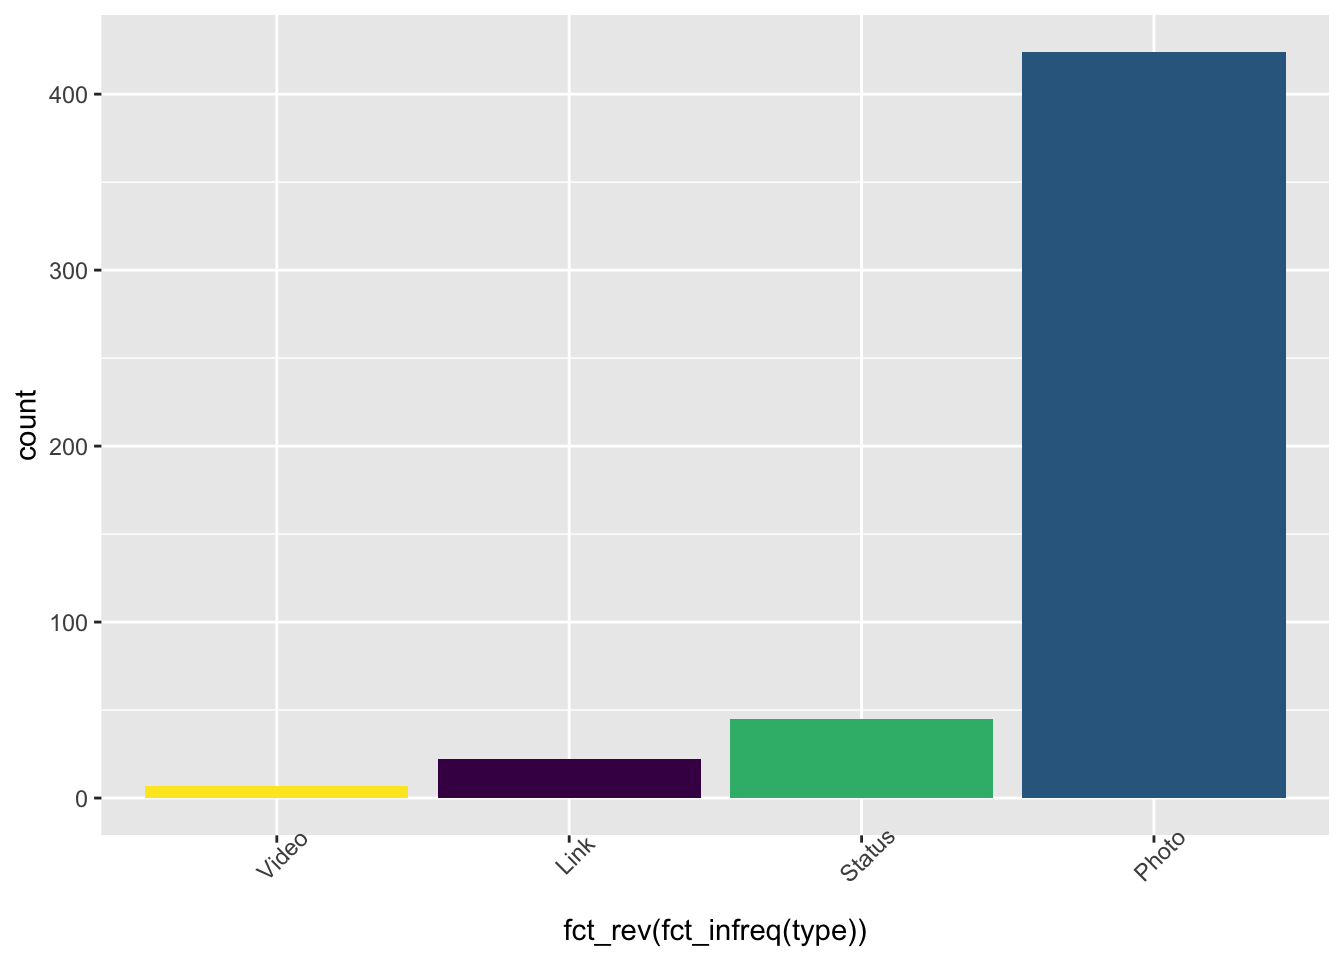 400
300
200
100
0
count
Video
Link
Status
Photo
fct_rev(fct_infreq(type))